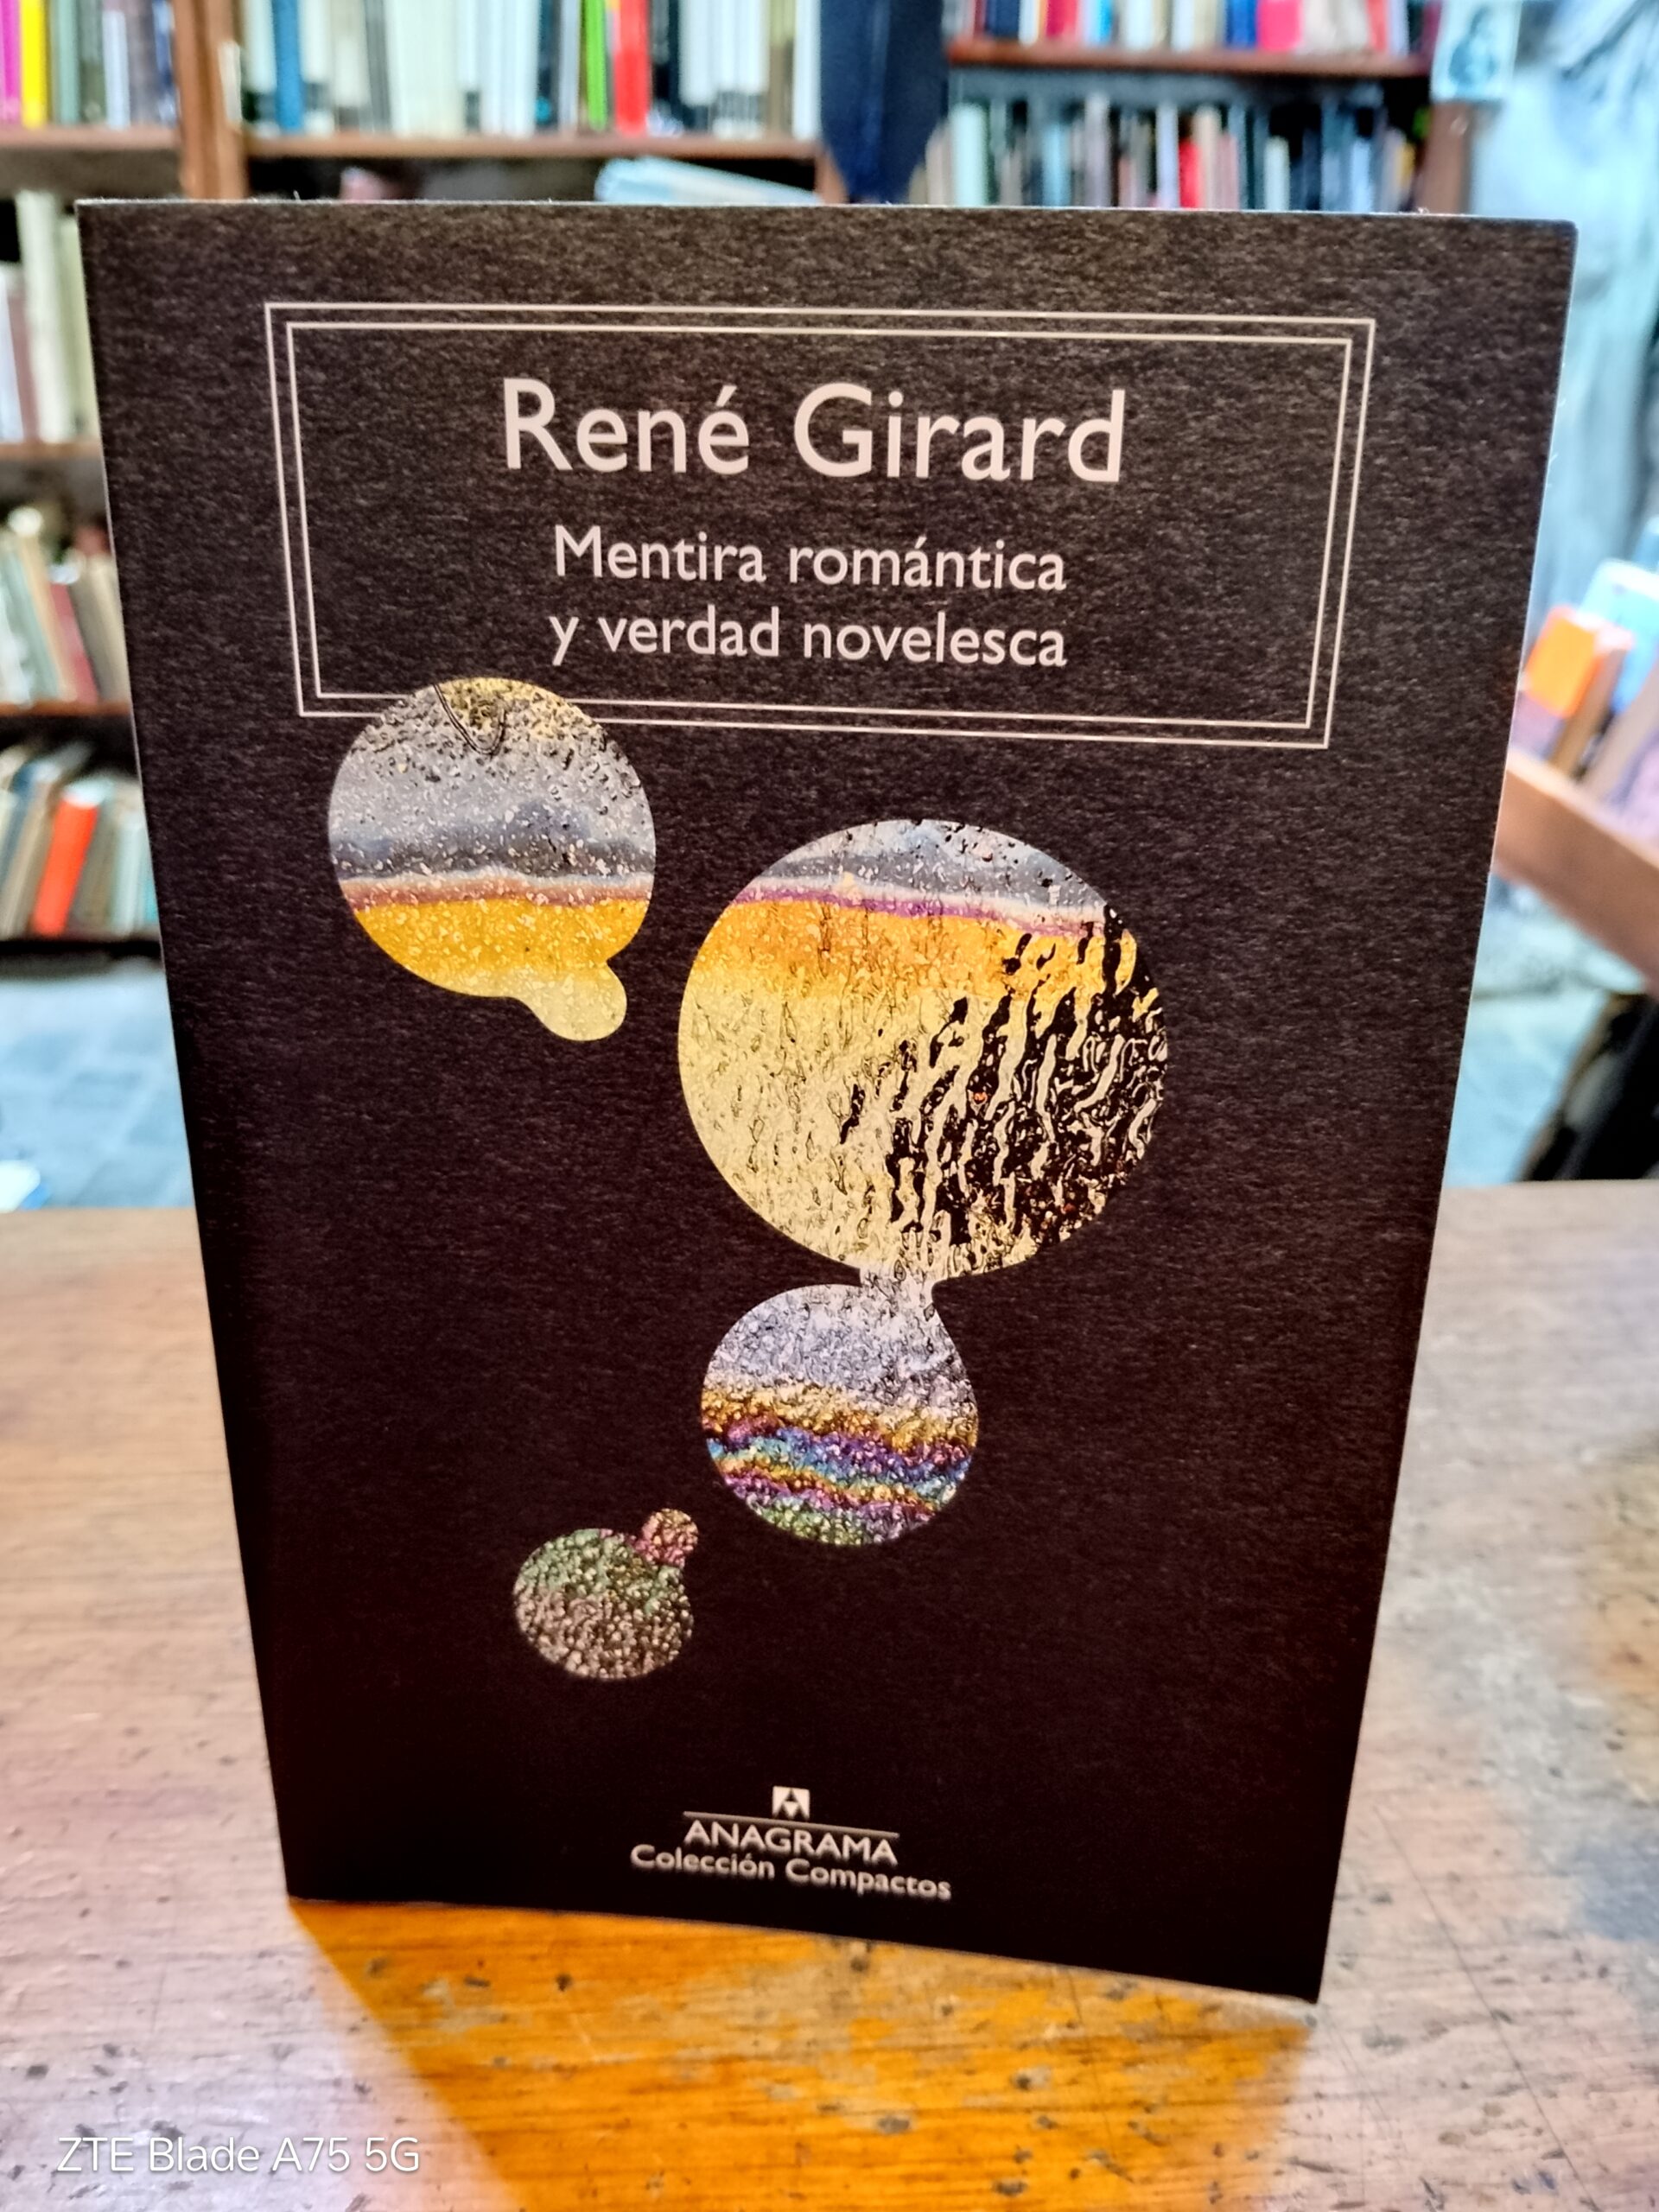 René Girard
Mentira romántica
y verdad novelesca
ANAGRAMA
Colección Compactos
ZTE Blade A75 5G